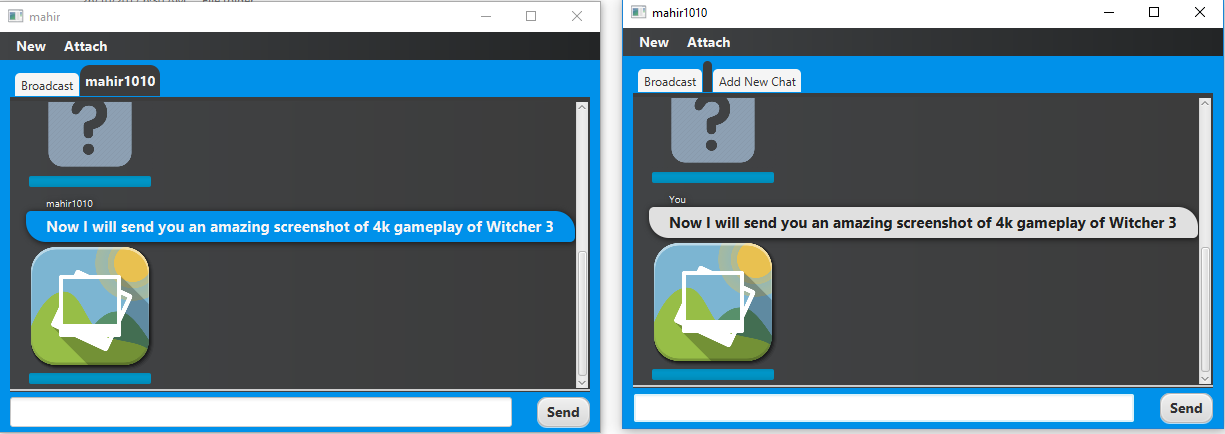 mahir
New Attach
Broadcast mahir1010
?
mahir1010
Now I will send you an amazing screenshot of 4k gameplay of Witcher 3
Send
mahir1010
New Attach
Broadcast Add New Chat
?
You
Now I will send you an amazing screenshot of 4k gameplay of Witcher 3
Send